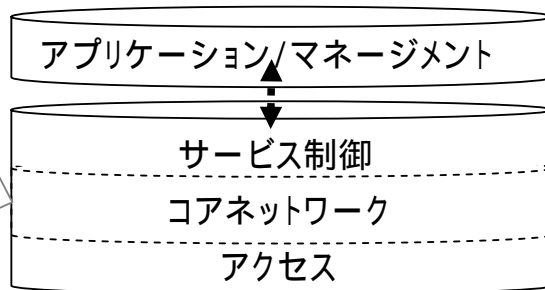 アプリケーション/マネージメント
サービス制御
コアネットワーク
アクセス